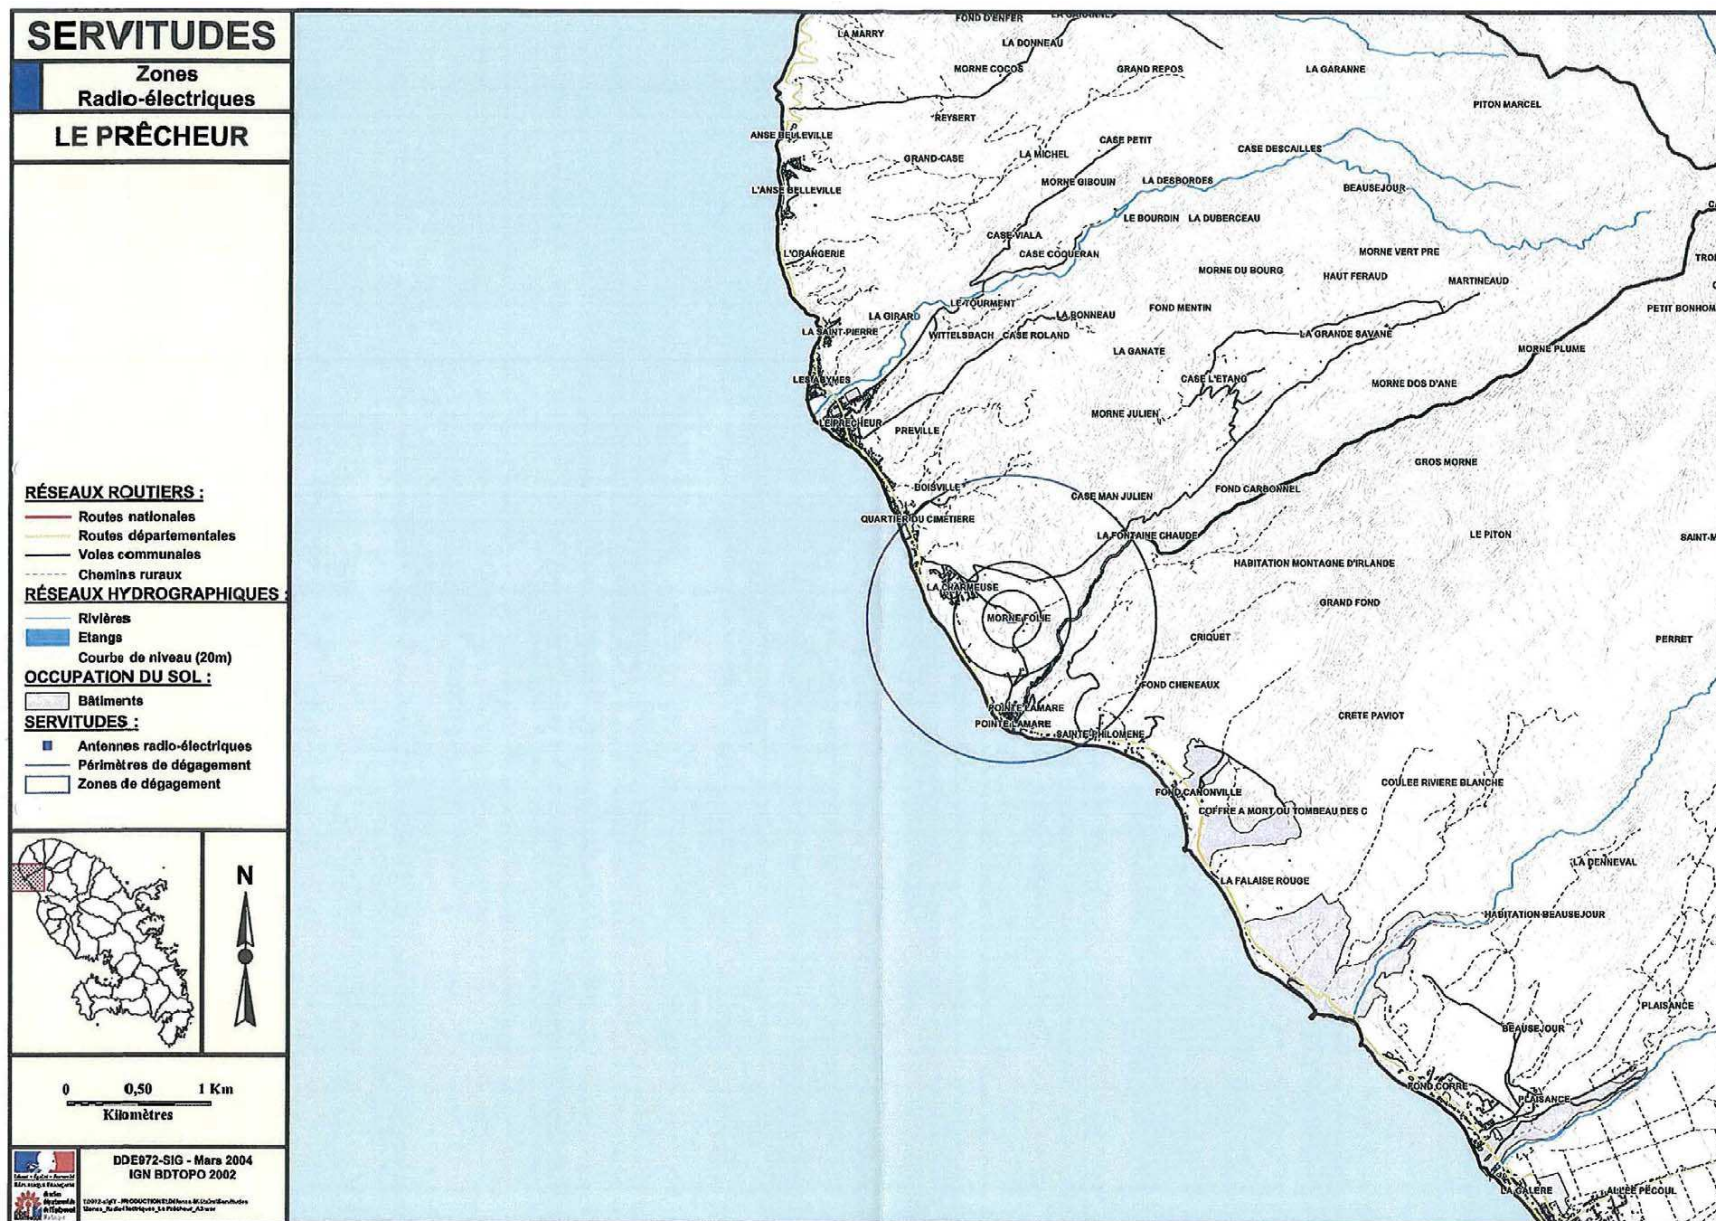 SERVITUDES
Zones
Radio-électriques
LE PRÊCHEUR
RÉSEAUX ROUTIERS :
Routes nationales
Routes départementales
Voies communales
Chemins ruraux
RÉSEAUX HYDROGRAPHIQUES :
Rivières
Etangs
Courbe de niveau (20m)
OCCUPATION DU SOL :
Bâtiments
SERVITUDES :
Antennes radio-électriques
Périmètres de dégagement
Zones de dégagement
N
0 0,50 1 Km
Kilomètres
DDE972-SIG - Mars 2004
IGN BDTOPO 2002
FOND D'ENFER
LA MARRY
LA DONNEAU
MORNE COCOS
GRAND REPOS
LA GARANNE
PITON MARCEL
REYSERT
ANSE BELLEVILLE
CASE PETIT
GRAND-CASE
LA MICHEL
CASE DESCAILLES
L'ANSE BELLEVILLE
MORNE GIBOUIN
LA DESBORDES
BEAUSEJOUR
LE BOURDIN
LA DUBERCEAU
CASE-VIALA
L'ORANGERIE
CASE COQUERAN
MORNE VERT PRE
MORNE DU BOURG
HAUT FERAUD
MARTINEAUD
LE TOURMENT
FOND MENTIN
PETIT BONHOM
LA GIRARD
LA BONNEAU
LA SAINT-PIERRE
WITTELSBACH
CASE ROLAND
LA GRANDE SAVANE
LA GANATE
MORNE PLUME
LES ABYMES
CASE L'ETANG
MORNE DOS D'ANE
MORNE JULIEN
LE PRECHEUR
PREVILLE
GROS MORNE
BOISVILLE
CASE MAN JULIEN
FOND CARBONNEL
QUARTIER DU CIMETIERE
LA FONTAINE CHAUDE
LE PITON
SAINT-M
HABITATION MONTAGNE D'IRLANDE
LA CHARMEUSE
GRAND FOND
MORNE FOLIE
CRIQUET
PERRET
FOND CHENEAUX
POINTE LAMARE
POINTE LAMARE
CRETE PAVIOT
SAINTE-PHILOMENE
COULEE RIVIERE BLANCHE
FOND CANONVILLE
COFFRE A MORT OU TOMBEAU DES C
LA DENNEVAL
LA FALAISE ROUGE
HABITATION BEAUSEJOUR
PLAISANCE
BEAUSEJOUR
FOND CORRE
PLAISANCE
LA GALERE
ALLEE PECOUL